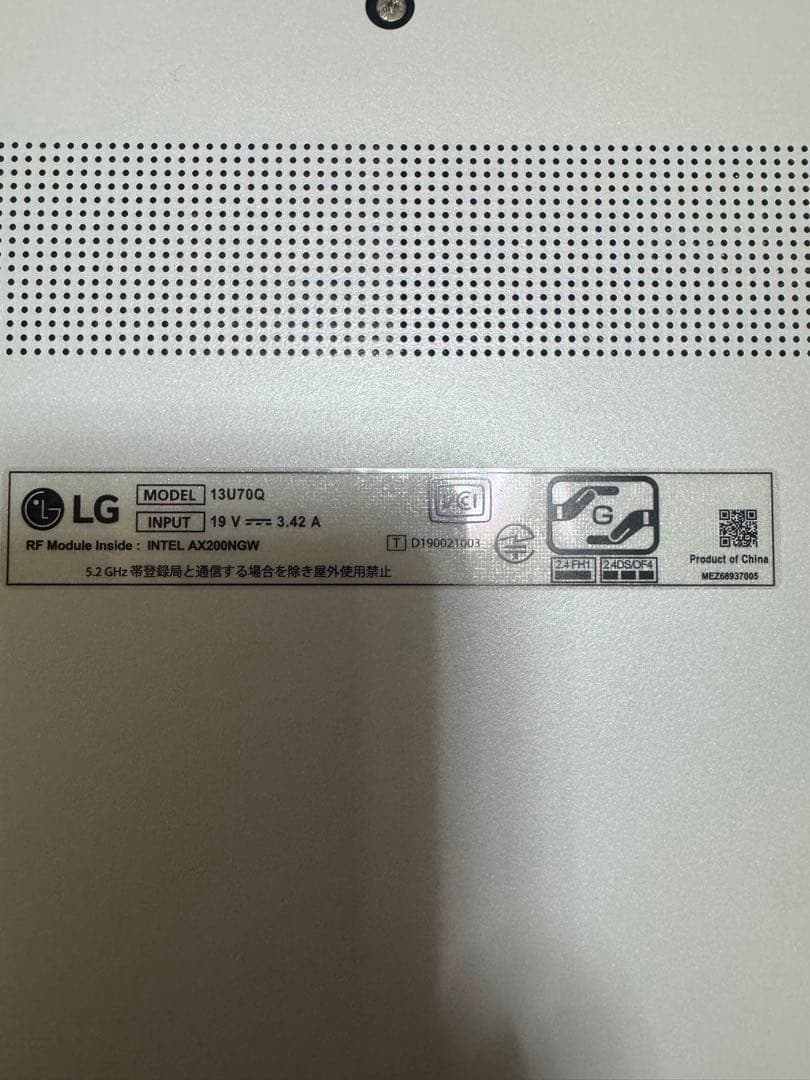 LG MODEL 13U70Q
INPUT 19 V 3.42 A
RF Module Inside : INTEL AX200NGW
T D190021003
5.2 GHz 帯登録局と通信する場合を除き屋外使用禁止
VCCI
G
2.4 FH1 2.4DS/OF4
Product of China
MEZ68937005